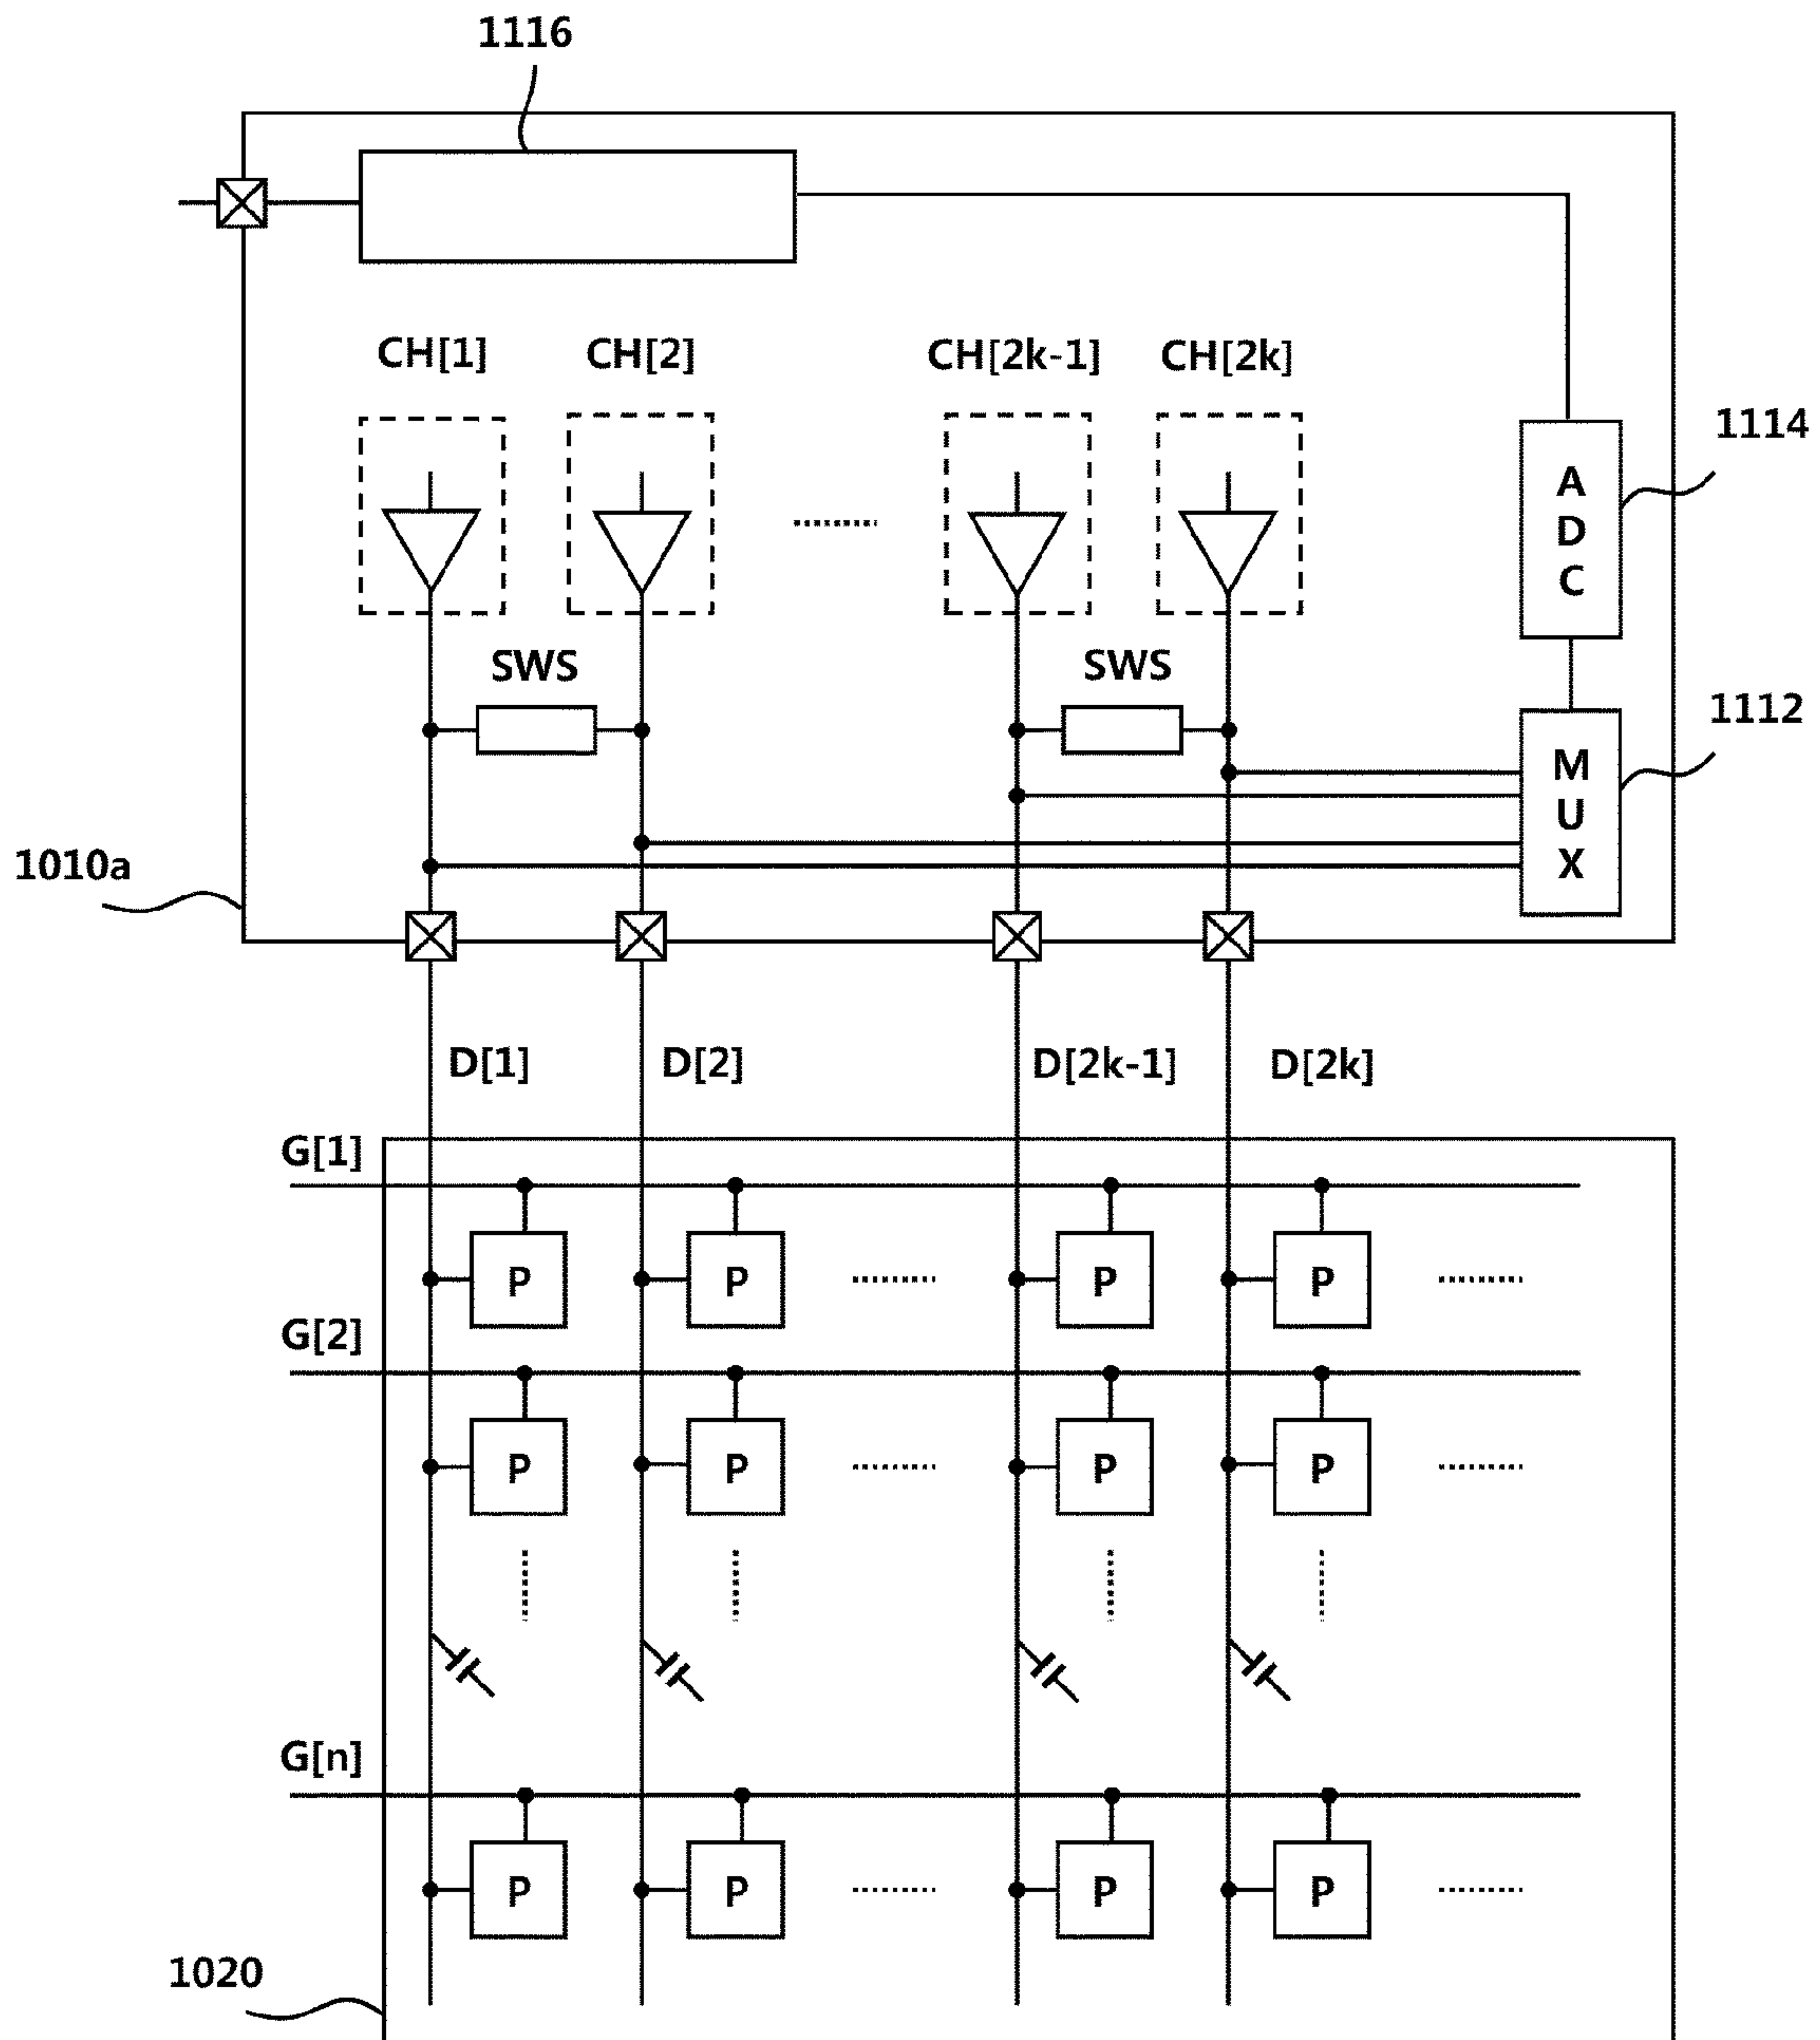 1116
CH[1] CH[2] CH[2k-1] CH[2k]
1114
A
D
C
SWS SWS
1112
M
U
X
1010a
D[1] D[2] D[2k-1] D[2k]
G[1]
P P P P
G[2]
P P P P
G[n]
P P P P
1020